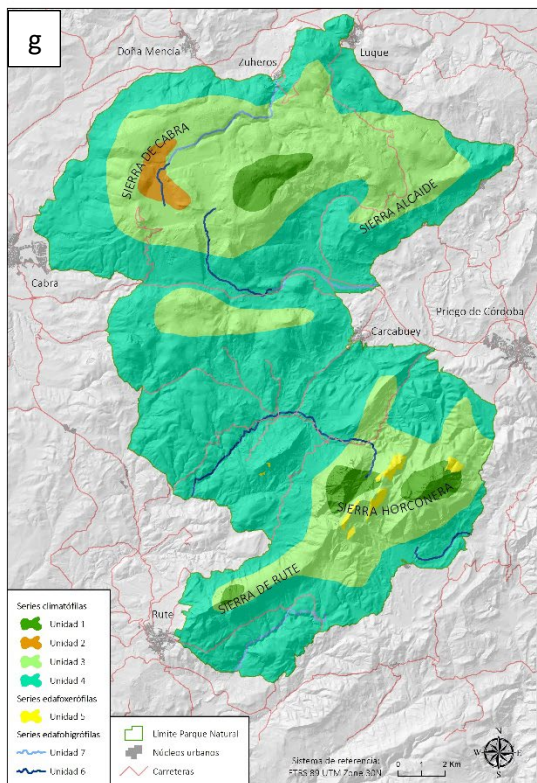 g
Doña Mencía
Luque
Zuheros
SIERRA DE CABRA
SIERRA ALCAIDE
Cabra
Priego de Córdoba
Carcabuey
SIERRA HORCONERA
SIERRA DE RUTE
Rute
Series climatófilas
Unidad 1
Unidad 2
Unidad 3
Unidad 4
Series edafoxerófilas
Unidad 5
Series edafohigrófilas
Unidad 7
Unidad 6
Límite Parque Natural
Núcleos urbanos
Carreteras
Sistema de referencia:
ETRS 89 UTM Zone 30N
0 1 2 Km
N
W E
S